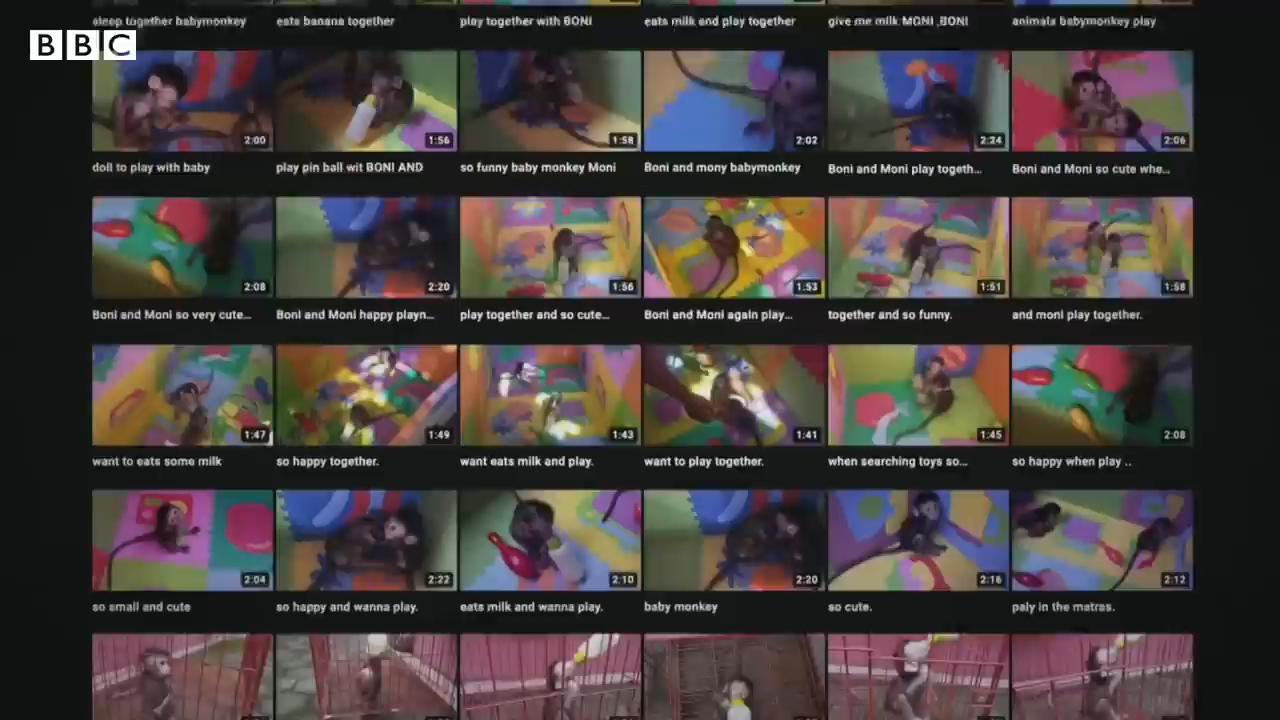 BBC
sleep together babymonkey
eats banana together
play together with BONI
eats milk and play together
give me milk MONI ,BONI
animals babymonkey play
2:00
1:56
1:58
2:02
2:24
2:06
doll to play with baby
play pin ball wit BONI AND
so funny baby monkey Moni
Boni and mony babymonkey
Boni and Moni play togeth...
Boni and Moni so cute whe...
2:08
2:20
1:56
1:53
1:51
1:58
Boni and Moni so very cute...
Boni and Moni happy playn...
play together and so cute...
Boni and Moni again play...
together and so funny.
and moni play together.
1:47
1:49
1:43
1:41
1:45
2:08
want to eats some milk
so happy together.
want eats milk and play.
want to play together.
when searching toys so...
so happy when play ..
2:04
2:22
2:10
2:20
2:16
2:12
so small and cute
so happy and wanna play.
eats milk and wanna play.
baby monkey
so cute.
paly in the matras.